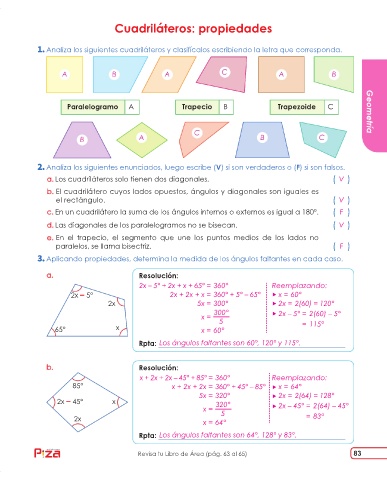 Cuadriláteros: propiedades
1. Analiza los siguientes cuadriláteros y clasifícalos escribiendo la letra que corresponda.
A B A C A B
Paralelogramo A Trapecio B Trapezoide C
B A C B C
Geometría
2. Analiza los siguientes enunciados, luego escribe (V) si son verdaderos o (F) si son falsos.
a. Los cuadriláteros solo tienen dos diagonales. ( V )
b. El cuadrilátero cuyos lados opuestos, ángulos y diagonales son iguales es
el rectángulo. ( V )
c. En un cuadrilátero la suma de los ángulos internos o externos es igual a 180°. ( F )
d. Las diagonales de los paralelogramos no se bisecan. ( V )
e. En el trapecio, el segmento que une los puntos medios de los lados no
paralelos, se llama bisectriz. ( F )
3. Aplicando propiedades, determina la medida de los ángulos faltantes en cada caso.
a.
2x – 5°
2x
65°
x
Resolución:
2x – 5° + 2x + x + 65° = 360°
2x + 2x + x = 360° + 5° – 65°
5x = 300°
x = 300°
5
x = 60°
Reemplazando:
▶ x = 60°
▶ 2x = 2(60) = 120°
▶ 2x – 5° = 2(60) – 5°
= 115°
Rpta: Los ángulos faltantes son 60°, 120° y 115°.
b.
85°
2x – 45°
x
2x
Resolución:
x + 2x + 2x – 45° + 85° = 360°
x + 2x + 2x = 360° + 45° – 85°
5x = 320°
x = 320°
5
x = 64°
Reemplazando:
▶ x = 64°
▶ 2x = 2(64) = 128°
▶ 2x – 45° = 2(64) – 45°
= 83°
Rpta: Los ángulos faltantes son 64°, 128° y 83°.
Revisa tu Libro de Área (pág. 63 al 65)
83